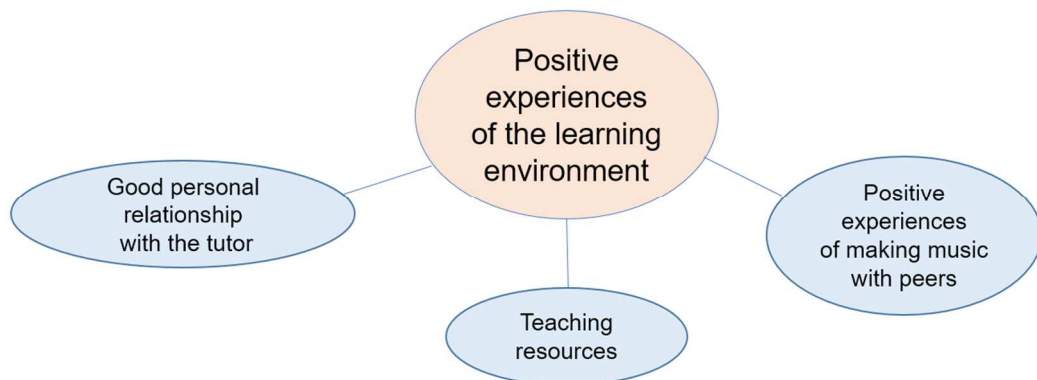 Positive
experiences
of the learning
environment
Good personal
relationship
with the tutor
Teaching
resources
Positive
experiences
of making music
with peers